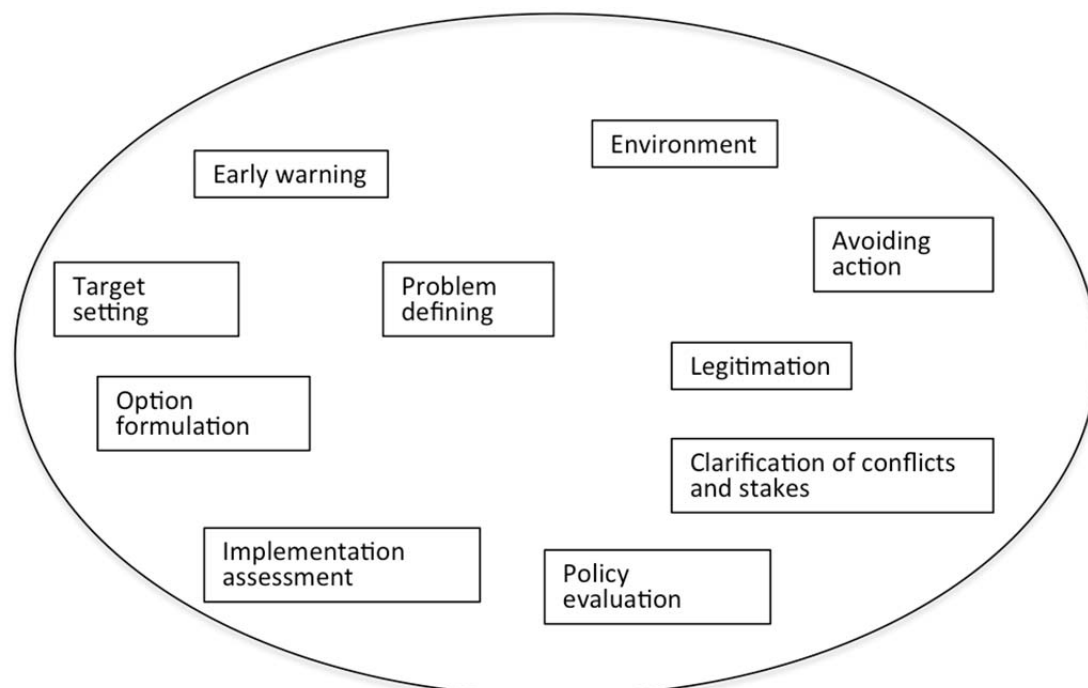 Environment
Early warning
Avoiding
action
Target
setting
Problem
defining
Legitimation
Option
formulation
Clarification of conflicts
and stakes
Implementation
assessment
Policy
evaluation